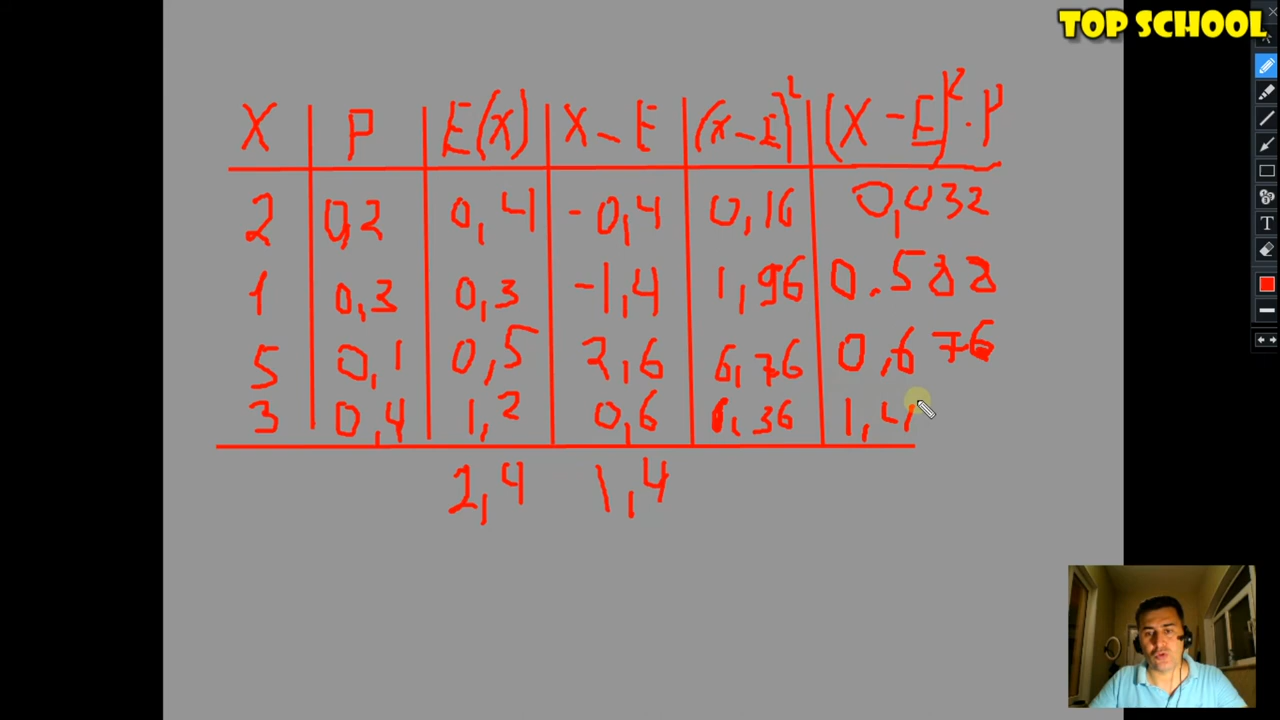 TOP SCHOOL
X P E(X) X - E (X-E)² (X-E)²·P
2 0,2 0,4 -0,4 0,16 0,032
1 0,3 0,3 -1,4 1,96 0.588
5 0,1 0,5 2,6 6,76 0,676
3 0,4 1,2 0,6 0,36 1,4
2,4 1,4